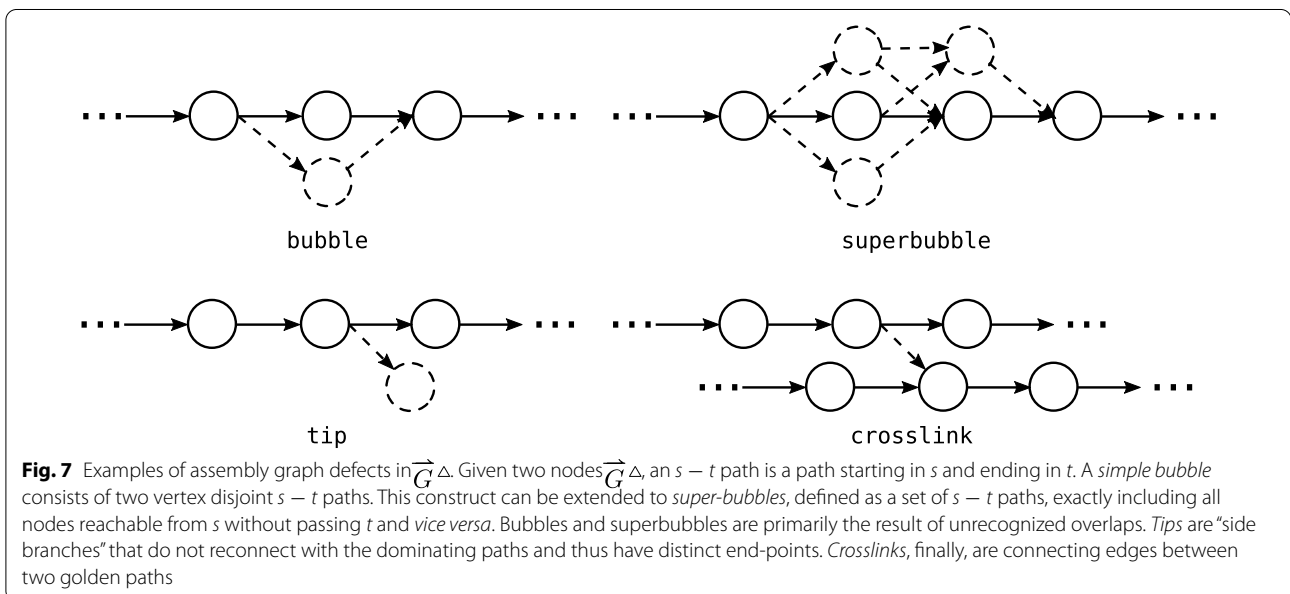 bubble
superbubble
tip
crosslink
Fig. 7 Examples of assembly graph defects in G⃗ △. Given two nodes G⃗ △, an s − t path is a path starting in s and ending in t. A simple bubble
consists of two vertex disjoint s − t paths. This construct can be extended to super-bubbles, defined as a set of s − t paths, exactly including all
nodes reachable from s without passing t and vice versa. Bubbles and superbubbles are primarily the result of unrecognized overlaps. Tips are “side
branches” that do not reconnect with the dominating paths and thus have distinct end-points. Crosslinks, finally, are connecting edges between
two golden paths